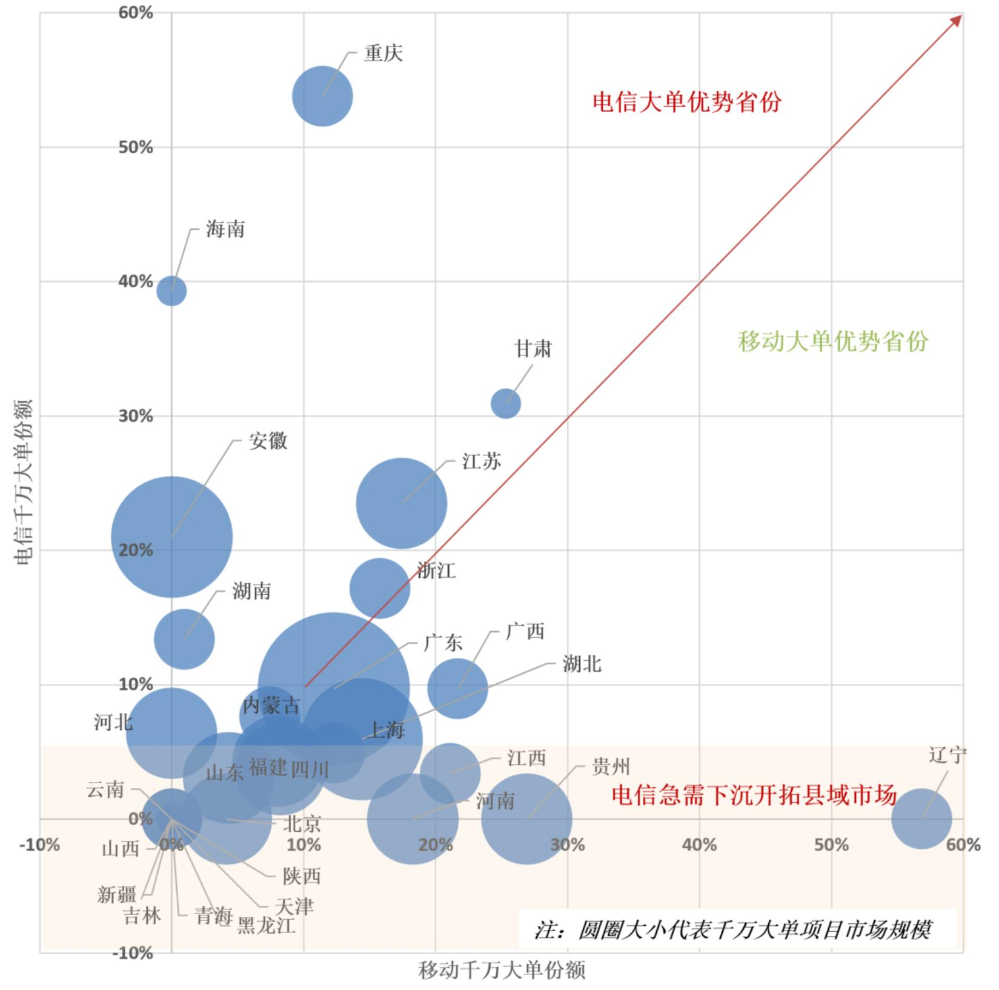 60%
重庆
电信大单优势省份
50%
海南
40%
移动大单优势省份
甘肃
30%
电信千万大单份额
安徽
江苏
20%
浙江
湖南
广东
广西
湖北
10%
内蒙古
河北
上海
江西
辽宁
贵州
山东
福建
四川
云南
电信急需下沉开拓县域市场
河南
0%
北京
-10%
0%
10%
20%
30%
40%
50%
60%
山西
陕西
新疆
天津
吉林
青海
黑龙江
注：圆圈大小代表千万大单项目市场规模
-10%
移动千万大单份额